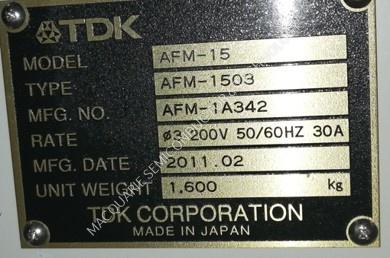 TDK
MODEL AFM-15
TYPE AFM-1503
MFG. NO. AFM-1A342
RATE ø3 200V 50/60HZ 30A
MFG. DATE 2011.02
UNIT WEIGHT 1.600 kg
TDK CORPORATION
MADE IN JAPAN